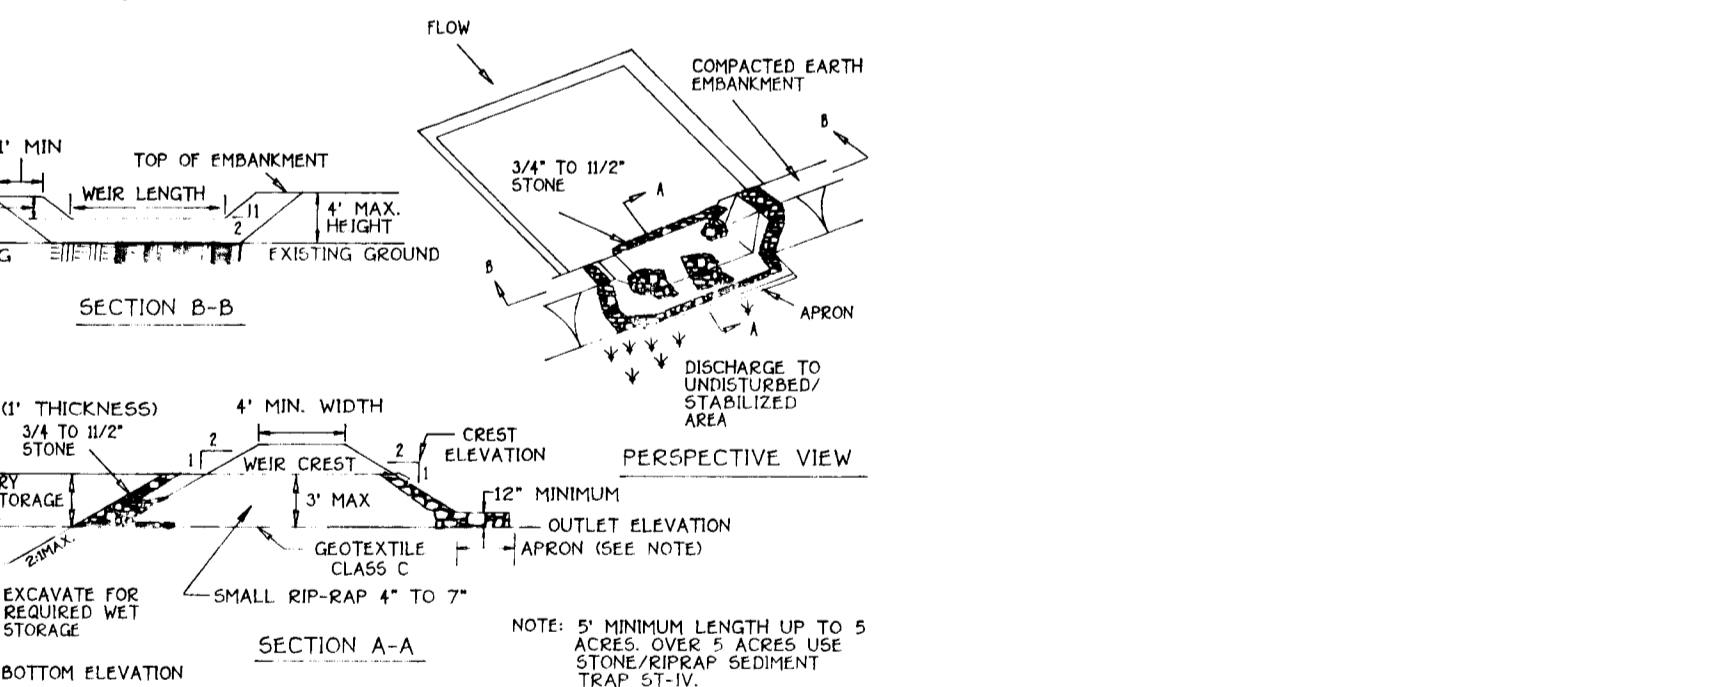 FLOW
COMPACTED EARTH
EMBANKMENT
B
1' MIN
TOP OF EMBANKMENT
WEIR LENGTH
3/4" TO 11/2"
STONE
A
1
11
2
4' MAX.
HEIGHT
G
EXISTING GROUND
B
SECTION B-B
APRON
A
DISCHARGE TO
UNDISTURBED/
STABILIZED
AREA
PERSPECTIVE VIEW
(1' THICKNESS)
3/4 TO 11/2"
STONE
4' MIN. WIDTH
2
1
2
1
CREST
ELEVATION
WEIR CREST
RY
TORAGE
3' MAX
12" MINIMUM
OUTLET ELEVATION
2:1MAX.
GEOTEXTILE
CLASS C
APRON (SEE NOTE)
EXCAVATE FOR
REQUIRED WET
STORAGE
SMALL RIP-RAP 4" TO 7"
SECTION A-A
BOTTOM ELEVATION
NOTE: 5' MINIMUM LENGTH UP TO 5
ACRES. OVER 5 ACRES USE
STONE/RIPRAP SEDIMENT
TRAP ST-IV.